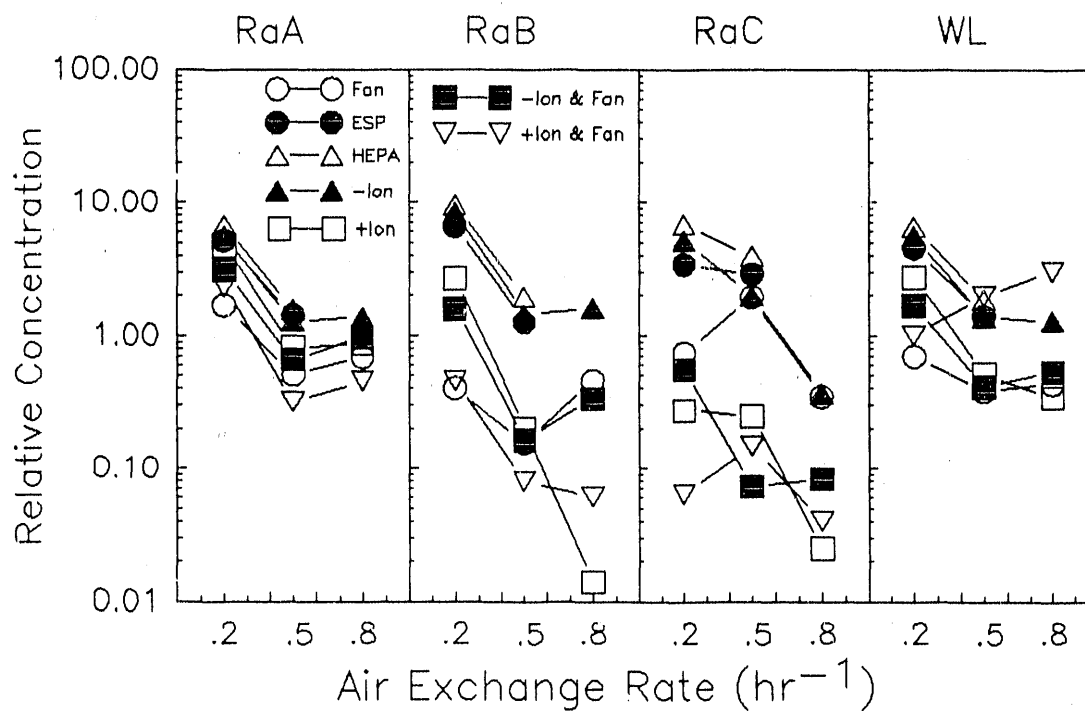 RaA RaB RaC WL
100.00
10.00
1.00
0.10
0.01
Relative Concentration
Fan
ESP
HEPA
-Ion
+Ion
-Ion & Fan
+Ion & Fan
.2 .5 .8 .2 .5 .8 .2 .5 .8 .2 .5 .8
Air Exchange Rate (hr⁻¹)